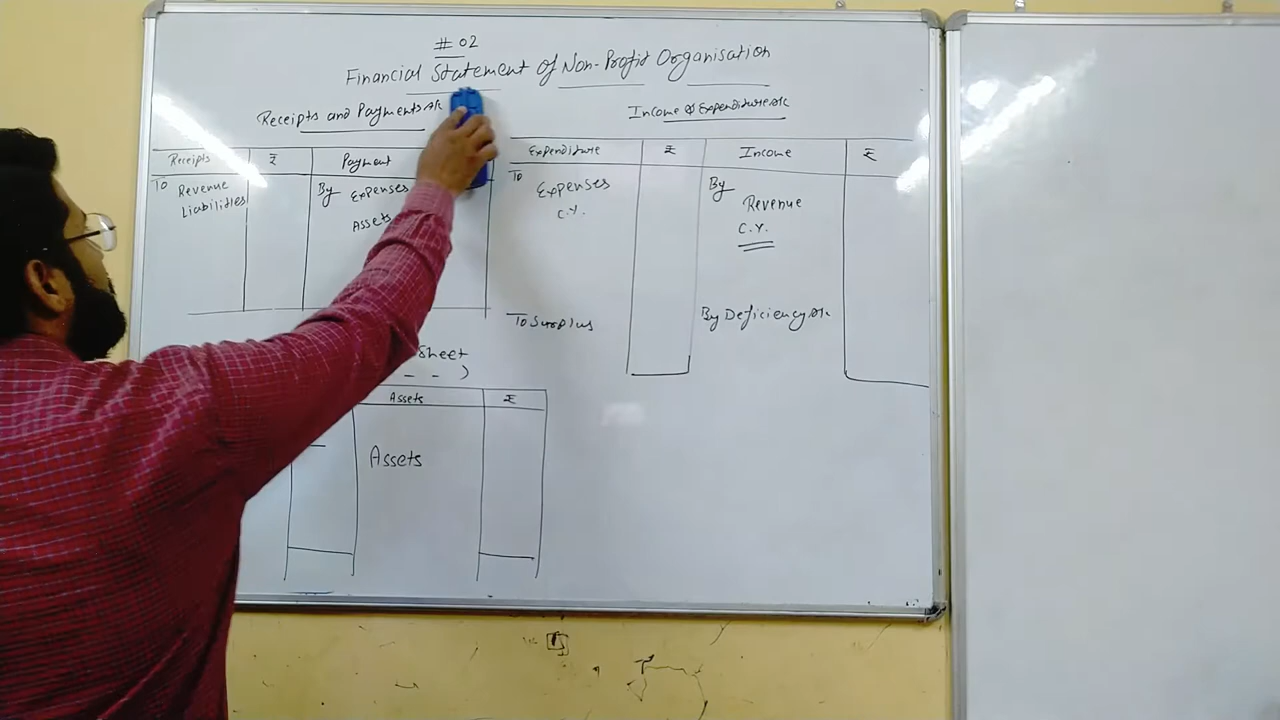 # 02
Financial Statement of Non-Profit Organisation
Receipts and Payments A/c
Receipts ₹ Payment
To Revenue By Expenses
Liabilities Assets
Income & Expenditure A/c
Expenditure ₹ Income ₹
To Expenses By Revenue
C.Y. C.Y.
To Surplus By Deficiency A/c
Sheet
- - )
Assets ₹
Assets